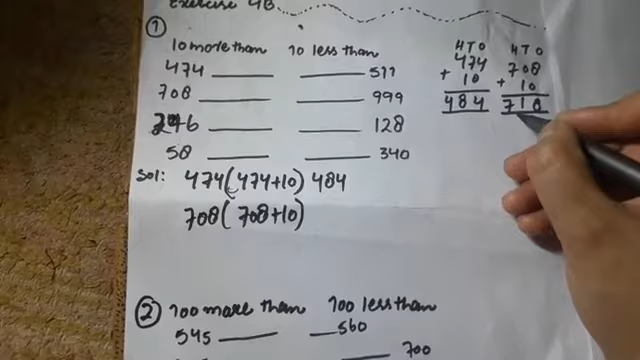 Exercise 4B
①
10 more than 10 less than
474 ______ ______ 511
708 ______ ______ 999
246 ______ ______ 128
58 ______ ______ 340
HTO
474
+ 10
484
HTO
708
+ 10
718
Sol: 474(474+10) 484
708(708+10)
② 100 more than 100 less than
545 ______ ___560
______ 700